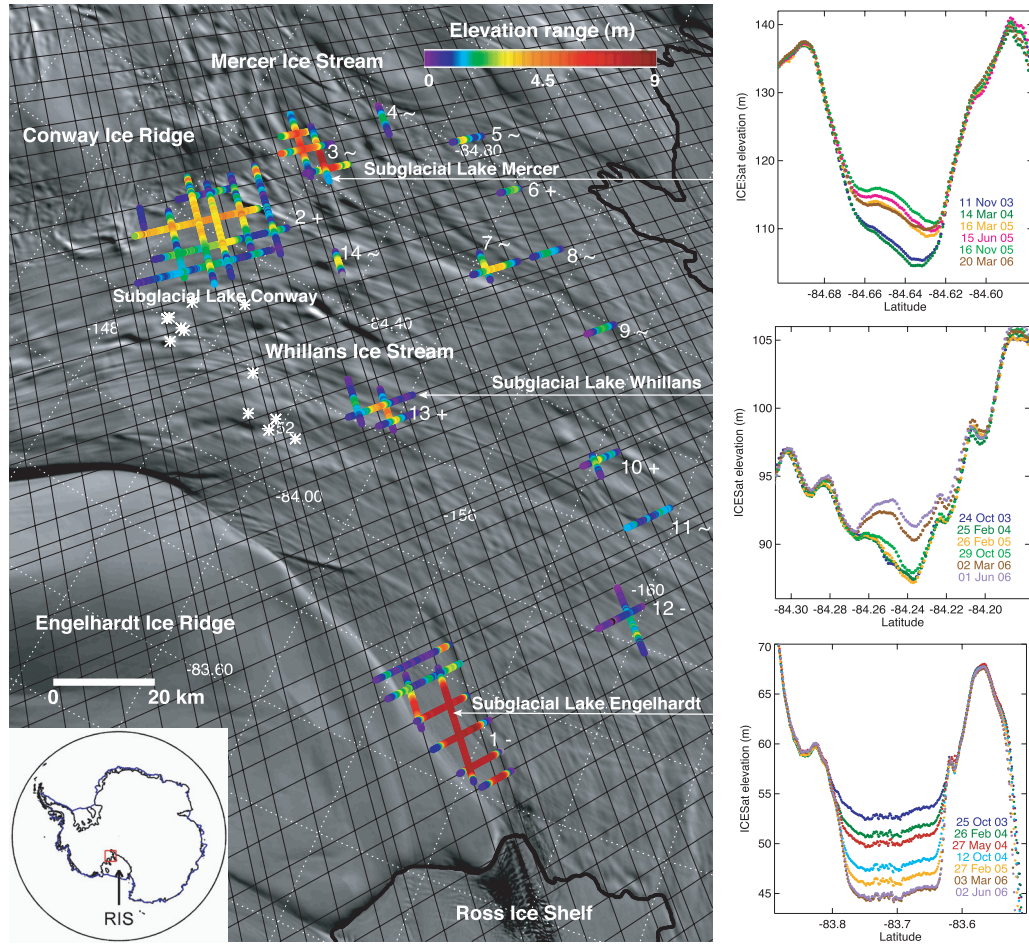 Elevation range (m)
0
4.5
9
Mercer Ice Stream
Conway Ice Ridge
4 ~
5 ~
-84.80
3 ~
Subglacial Lake Mercer
6 +
2 +
14 ~
7 ~
8 ~
Subglacial Lake Conway
-148
-84.40
9 ~
Whillans Ice Stream
Subglacial Lake Whillans
13 +
52
10 +
-84.00
-156
11 ~
-160
12 -
Engelhardt Ice Ridge
-83.60
20 km
Subglacial Lake Engelhardt
1 -
Ross Ice Shelf
RIS
140
130
120
110
ICESat elevation (m)
11 Nov 03
14 Mar 04
16 Mar 05
15 Jun 05
16 Nov 05
20 Mar 06
-84.68 -84.66 -84.64 -84.62 -84.60
Latitude
105
100
95
90
ICESat elevation (m)
24 Oct 03
25 Feb 04
26 Feb 05
29 Oct 05
02 Mar 06
01 Jun 06
-84.30 -84.28 -84.26 -84.24 -84.22 -84.20
Latitude
70
65
60
55
50
45
ICESat elevation (m)
25 Oct 03
26 Feb 04
27 May 04
12 Oct 04
27 Feb 05
03 Mar 06
02 Jun 06
-83.8 -83.7 -83.6
Latitude